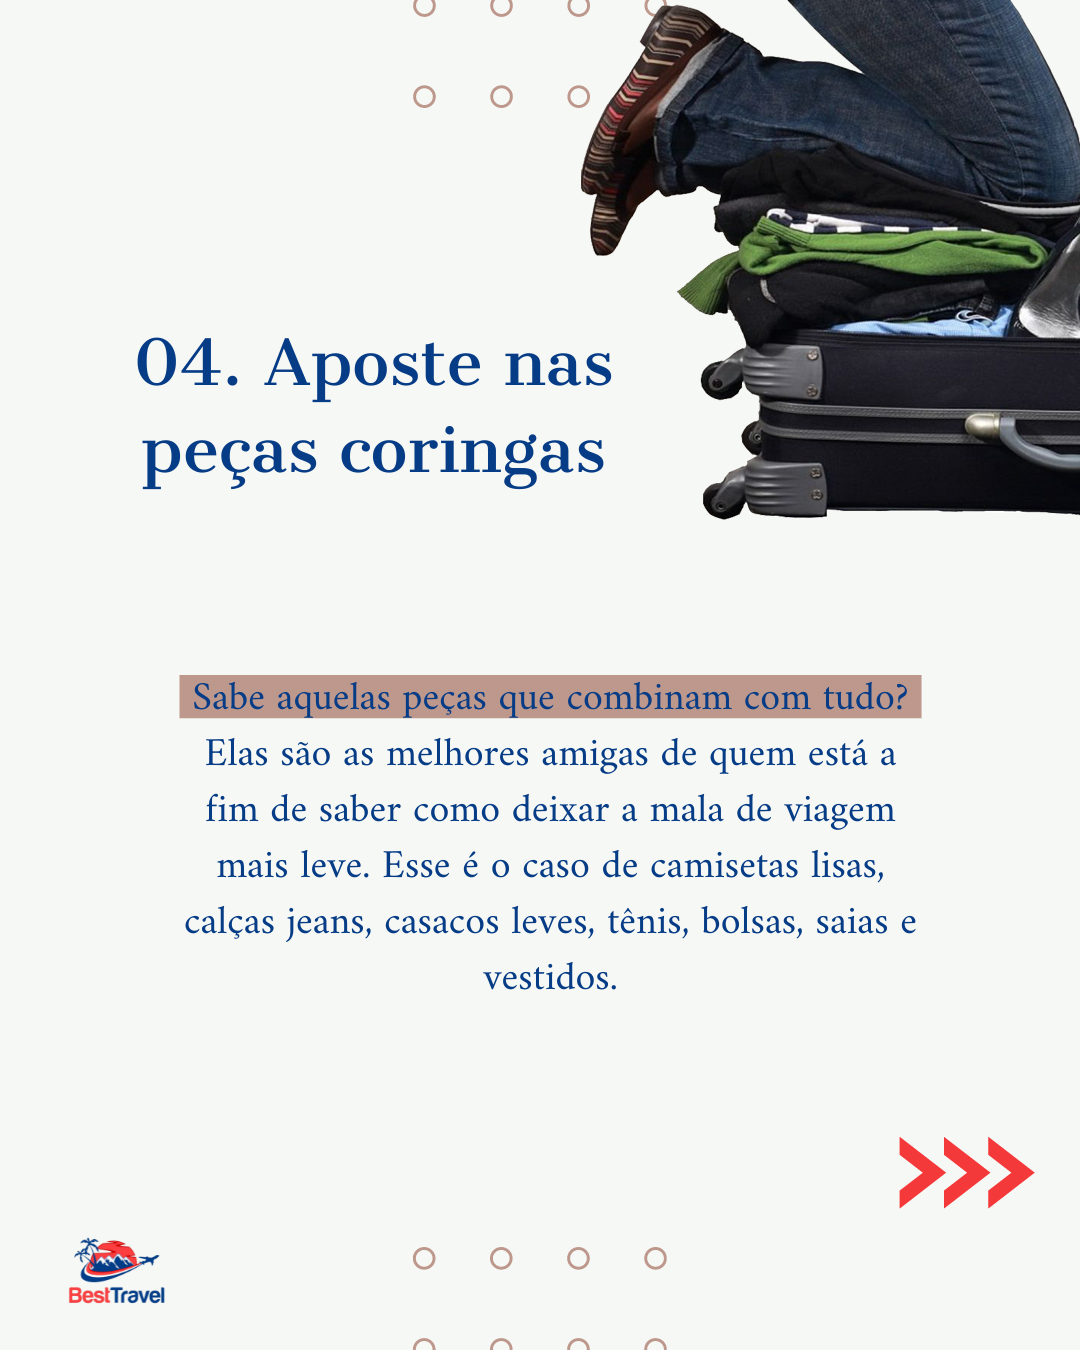 04. Aposte nas
peças coringas
Sabe aquelas peças que combinam com tudo?
Elas são as melhores amigas de quem está a
fim de saber como deixar a mala de viagem
mais leve. Esse é o caso de camisetas lisas,
calças jeans, casacos leves, tênis, bolsas, saias e
vestidos.
BestTravel